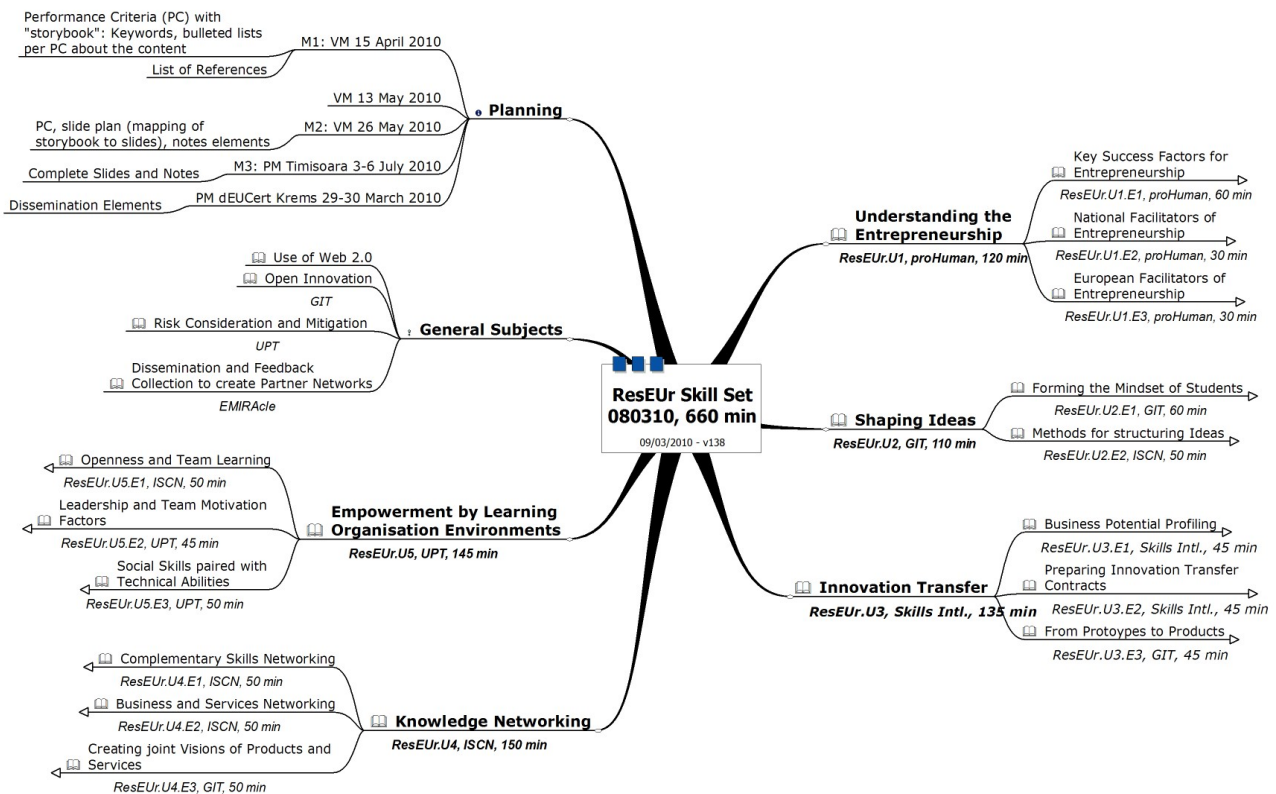 ResEUr Skill Set
080310, 660 min
09/03/2010 - v138
Planning
M1: VM 15 April 2010
Performance Criteria (PC) with
"storybook": Keywords, bulleted lists
per PC about the content
List of References
VM 13 May 2010
M2: VM 26 May 2010
PC, slide plan (mapping of
storybook to slides), notes elements
M3: PM Timisoara 3-6 July 2010
Complete Slides and Notes
PM dEUCert Krems 29-30 March 2010
Dissemination Elements
General Subjects
Use of Web 2.0
Open Innovation
GIT
Risk Consideration and Mitigation
UPT
Dissemination and Feedback
Collection to create Partner Networks
EMIRAcle
Empowerment by Learning
Organisation Environments
ResEUr.U5, UPT, 145 min
Openness and Team Learning
ResEUr.U5.E1, ISCN, 50 min
Leadership and Team Motivation
Factors
ResEUr.U5.E2, UPT, 45 min
Social Skills paired with
Technical Abilities
ResEUr.U5.E3, UPT, 50 min
Knowledge Networking
ResEUr.U4, ISCN, 150 min
Complementary Skills Networking
ResEUr.U4.E1, ISCN, 50 min
Business and Services Networking
ResEUr.U4.E2, ISCN, 50 min
Creating joint Visions of Products and
Services
ResEUr.U4.E3, GIT, 50 min
Understanding the
Entrepreneurship
ResEUr.U1, proHuman, 120 min
Key Success Factors for
Entrepreneurship
ResEUr.U1.E1, proHuman, 60 min
National Facilitators of
Entrepreneurship
ResEUr.U1.E2, proHuman, 30 min
European Facilitators of
Entrepreneurship
ResEUr.U1.E3, proHuman, 30 min
Shaping Ideas
ResEUr.U2, GIT, 110 min
Forming the Mindset of Students
ResEUr.U2.E1, GIT, 60 min
Methods for structuring Ideas
ResEUr.U2.E2, ISCN, 50 min
Innovation Transfer
ResEUr.U3, Skills Intl., 135 min
Business Potential Profiling
ResEUr.U3.E1, Skills Intl., 45 min
Preparing Innovation Transfer
Contracts
ResEUr.U3.E2, Skills Intl., 45 min
From Protoypes to Products
ResEUr.U3.E3, GIT, 45 min